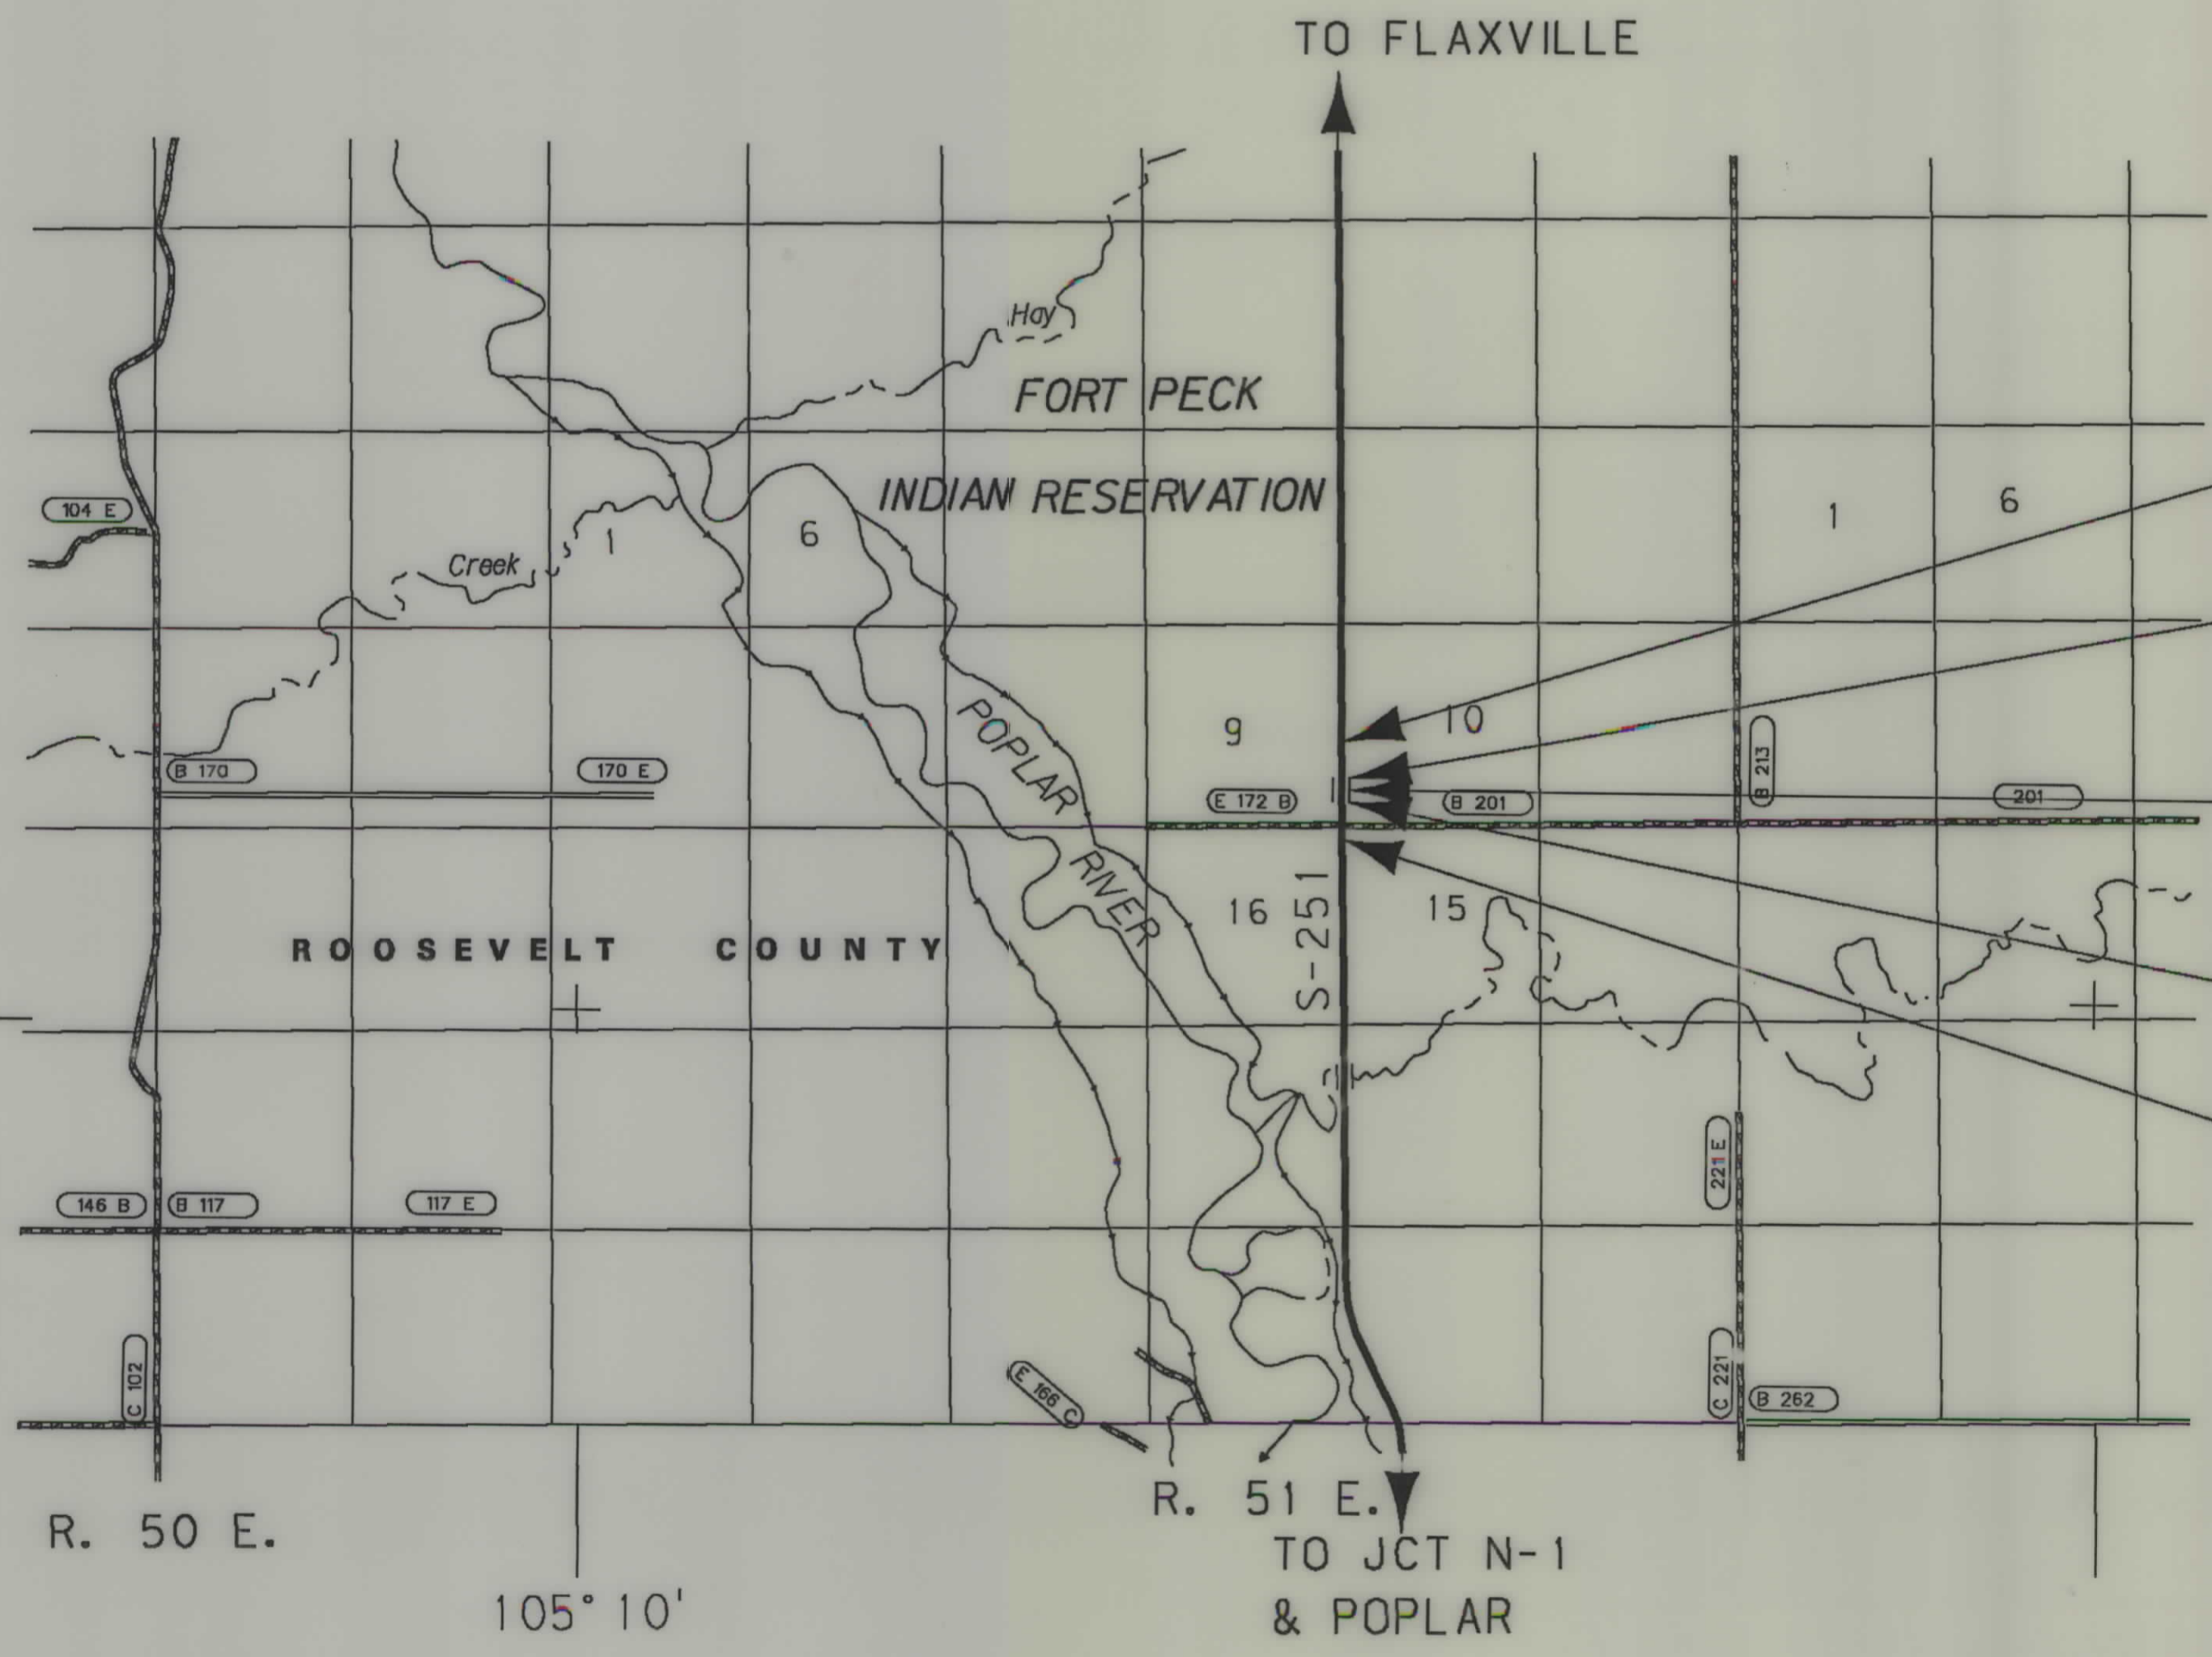 TO FLAXVILLE
Hay
FORT PECK
INDIAN RESERVATION
104 E
1
6
1
6
Creek
9
10
POPLAR
RIVER
B 170
170 E
E 172 B
B 201
B 213
201
16
S-251
15
ROOSEVELT COUNTY
146 B
B 117
117 E
221 E
C 102
E 166 C
C 221
B 262
R. 50 E.
R. 51 E.
TO JCT N-1
& POPLAR
105° 10'